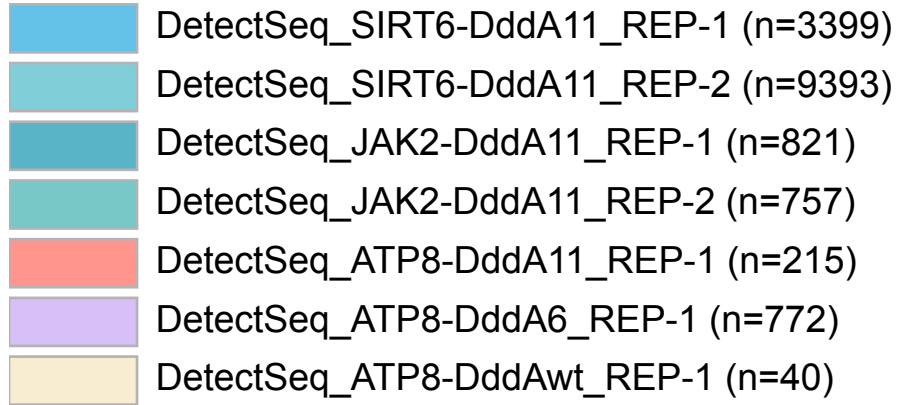 DetectSeq_SIRT6-DddA11_REP-1 (n=3399)
DetectSeq_SIRT6-DddA11_REP-2 (n=9393)
DetectSeq_JAK2-DddA11_REP-1 (n=821)
DetectSeq_JAK2-DddA11_REP-2 (n=757)
DetectSeq_ATP8-DddA11_REP-1 (n=215)
DetectSeq_ATP8-DddA6_REP-1 (n=772)
DetectSeq_ATP8-DddAwt_REP-1 (n=40)